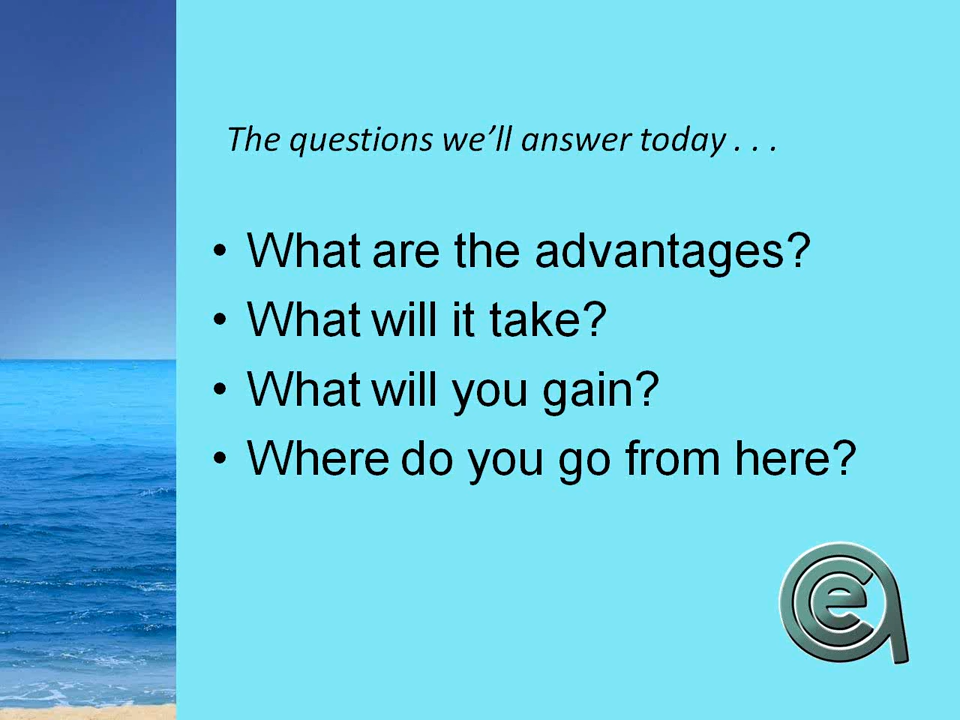 The questions we’ll answer today . . .
• What are the advantages?
• What will it take?
• What will you gain?
• Where do you go from here?